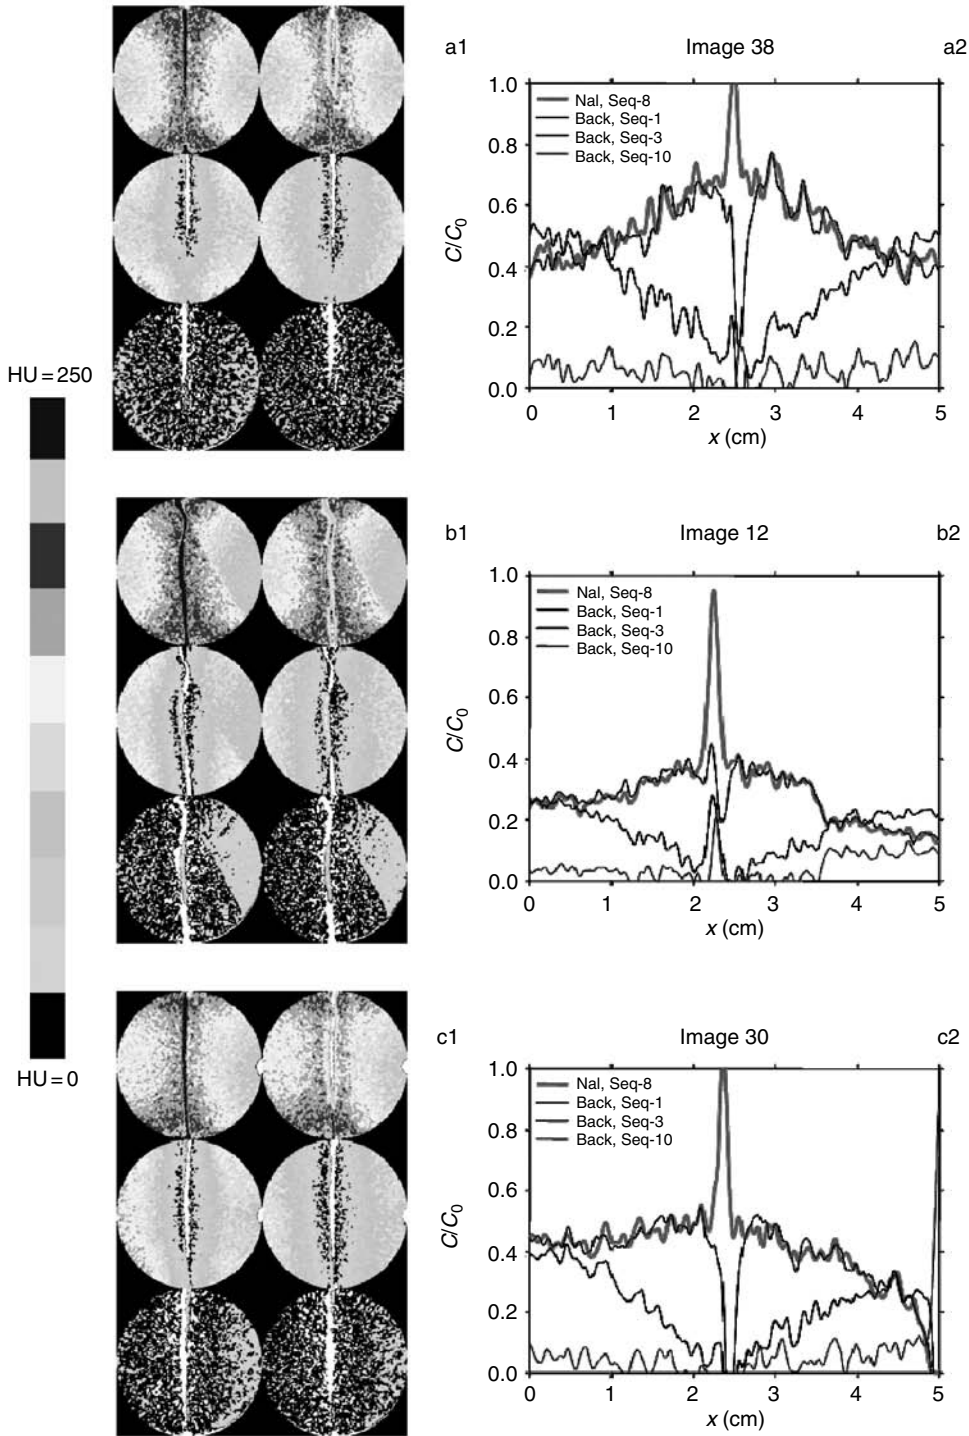 a1 Image 38 a2
1.0
Nal, Seq-8
Back, Seq-1
0.8
Back, Seq-3
Back, Seq-10
0.6
C/C0
0.4
0.2
0.0
0 1 2 3 4 5
x (cm)
HU = 250
HU = 0
b1 Image 12 b2
1.0
Nal, Seq-8
Back, Seq-1
Back, Seq-3
0.8
Back, Seq-10
0.6
C/C0
0.4
0.2
0.0
0 1 2 3 4 5
x (cm)
c1 Image 30 c2
1.0
Nal, Seq-8
Back, Seq-1
Back, Seq-3
0.8
Back, Seq-10
0.6
C/C0
0.4
0.2
0.0
0 1 2 3 4 5
x (cm)